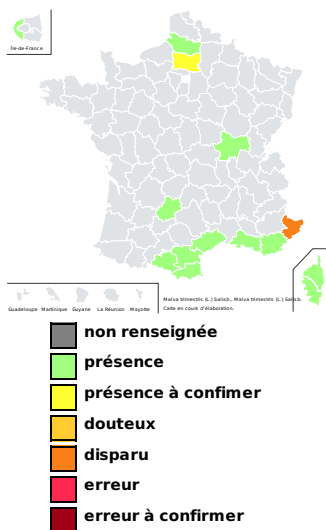 Île-de-France
Guadeloupe Martinique Guyane La Réunion Mayotte
Malva trimestris (L.) Salisb., Malva trimestris (L.) Salisb.
Carte en cours d'élaboration.
non renseignée
présence
présence à confimer
douteux
disparu
erreur
erreur à confirmer